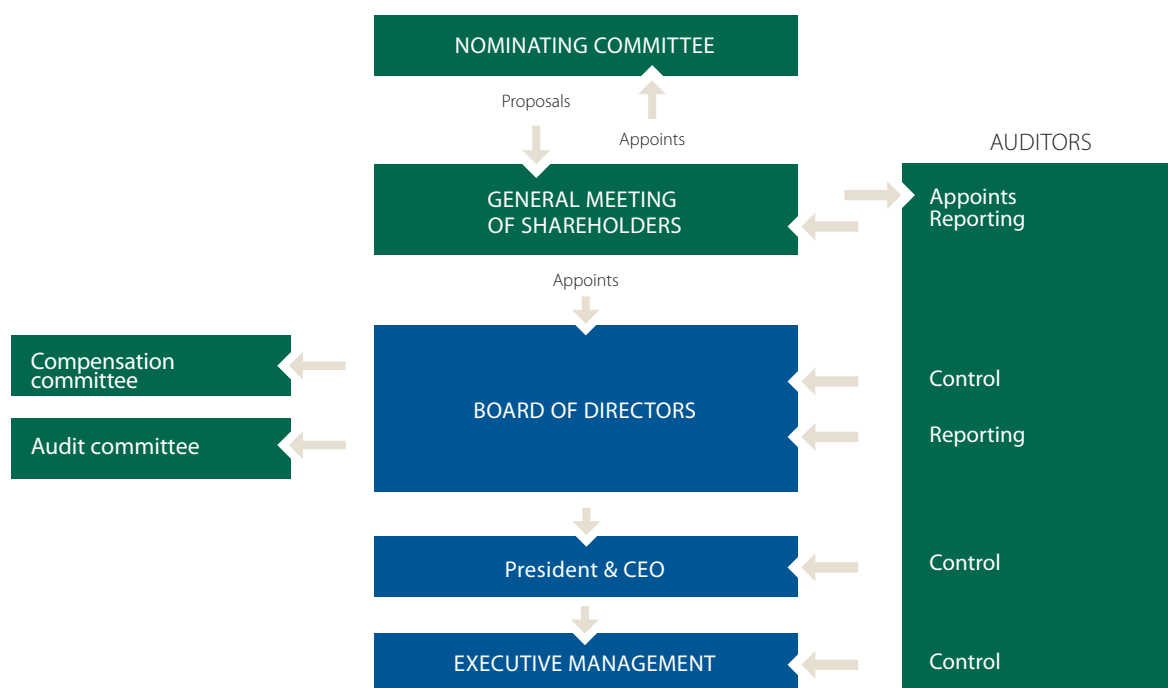 NOMINATING COMMITTEE
Proposals
Appoints
AUDITORS
GENERAL MEETING
OF SHAREHOLDERS
Appoints
Reporting
Appoints
Compensation
committee
Audit committee
BOARD OF DIRECTORS
Control
Reporting
President & CEO
Control
EXECUTIVE MANAGEMENT
Control